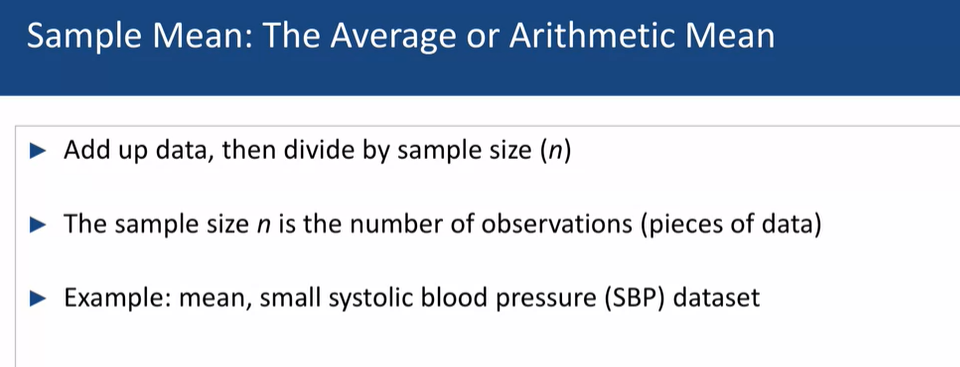 Sample Mean: The Average or Arithmetic Mean
► Add up data, then divide by sample size (n)
► The sample size n is the number of observations (pieces of data)
► Example: mean, small systolic blood pressure (SBP) dataset